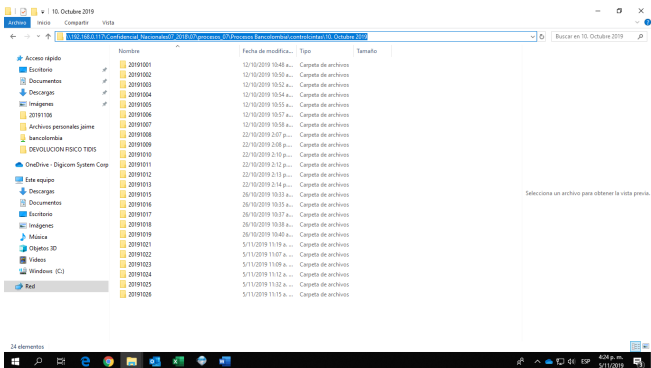 10. Octubre 2019
Archivo Inicio Compartir Vista
\\192.168.0.117\Confidencial_Nacionales07_2018\07\procesos_07\Procesos Bancolombia\controlcintas\10. Octubre 2019
Buscar en 10. Octubre 2019
Nombre Fecha de modifica... Tipo Tamaño
Acceso rápido
Escritorio
Documentos
Descargas
Imágenes
20191106
Archivos personales jaime
bancolombia
DEVOLUCION FISICO TIDIS
OneDrive - Digicom System Corp
Este equipo
Descargas
Documentos
Escritorio
Imágenes
Música
Objetos 3D
Vídeos
Windows (C:)
Red
20191001 12/10/2019 10:48 a... Carpeta de archivos
20191002 12/10/2019 10:50 a... Carpeta de archivos
20191003 12/10/2019 10:52 a... Carpeta de archivos
20191004 12/10/2019 10:54 a... Carpeta de archivos
20191005 12/10/2019 10:55 a... Carpeta de archivos
20191006 12/10/2019 10:57 a... Carpeta de archivos
20191007 12/10/2019 10:58 a... Carpeta de archivos
20191008 22/10/2019 2:07 p.... Carpeta de archivos
20191009 22/10/2019 2:08 p.... Carpeta de archivos
20191010 22/10/2019 2:10 p.... Carpeta de archivos
20191011 22/10/2019 2:12 p.... Carpeta de archivos
20191012 22/10/2019 2:13 p.... Carpeta de archivos
20191013 22/10/2019 2:14 p.... Carpeta de archivos
20191015 26/10/2019 10:33 a... Carpeta de archivos
20191016 26/10/2019 10:35 a... Carpeta de archivos
20191017 26/10/2019 10:37 a... Carpeta de archivos
20191018 26/10/2019 10:38 a... Carpeta de archivos
20191019 26/10/2019 10:40 a... Carpeta de archivos
20191021 5/11/2019 11:19 a. ... Carpeta de archivos
20191022 5/11/2019 11:07 a. ... Carpeta de archivos
20191023 5/11/2019 11:09 a. ... Carpeta de archivos
20191024 5/11/2019 11:12 a. ... Carpeta de archivos
20191025 5/11/2019 11:32 a. ... Carpeta de archivos
20191026 5/11/2019 11:15 a. ... Carpeta de archivos
Selecciona un archivo para obtener la vista previa.
24 elementos
ESP
4:24 p. m.
5/11/2019